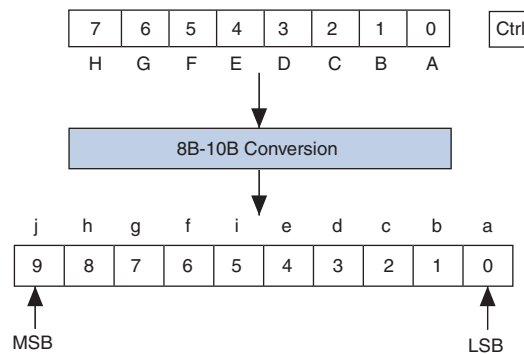 7 6 5 4 3 2 1 0 Ctrl
H G F E D C B A
8B-10B Conversion
j h g f i e d c b a
9 8 7 6 5 4 3 2 1 0
MSB LSB